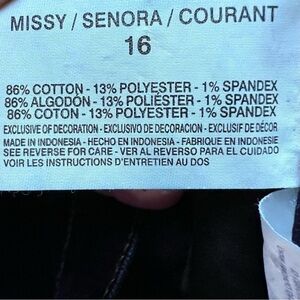 MISSY / SENORA / COURANT
16
86% COTTON - 13% POLYESTER - 1% SPANDEX
86% ALGODÓN - 13% POLIÉSTER - 1% SPANDEX
86% COTON - 13% POLYESTER - 1% SPANDEX
EXCLUSIVE OF DECORATION - EXCLUSIVO DE DECORACION - EXCLUSIF DE DÉCOR
MADE IN INDONESIA - HECHO EN INDONESIA - FABRIQUE EN INDONESIE
SEE REVERSE FOR CARE - VER AL REVERSO PARA EL CUIDADO
VOIR LES INSTRUCTIONS D'ENTRETIEN AU DOS